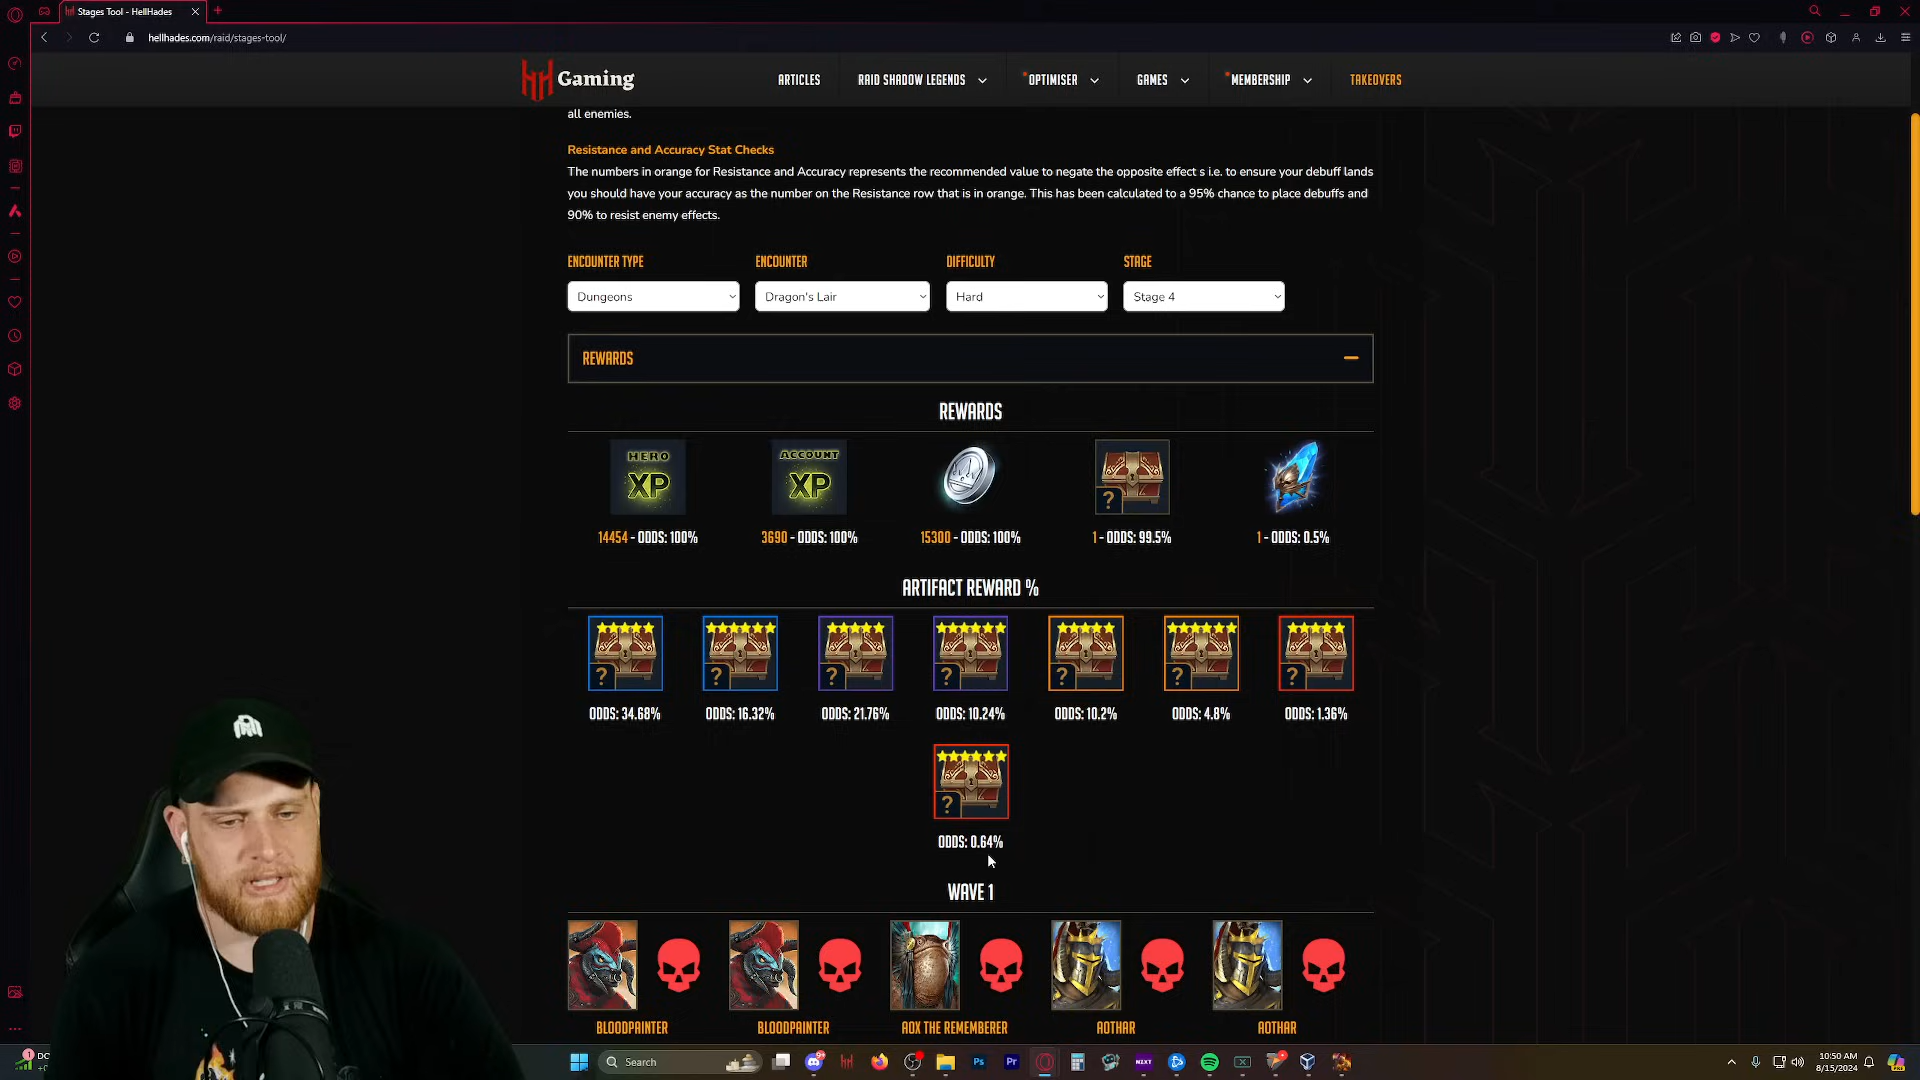 Stages Tool - HellHades
hellhades.com/raid/stages-tool/
Gaming
ARTICLES
RAID SHADOW LEGENDS
OPTIMISER
GAMES
MEMBERSHIP
TAKEOVERS
all enemies.
Resistance and Accuracy Stat Checks
The numbers in orange for Resistance and Accuracy represents the recommended value to negate the opposite effect s i.e. to ensure your debuff lands
you should have your accuracy as the number on the Resistance row that is in orange. This has been calculated to a 95% chance to place debuffs and
90% to resist enemy effects.
ENCOUNTER TYPE ENCOUNTER DIFFICULTY STAGE
Dungeons Dragon's Lair Hard Stage 4
REWARDS
REWARDS
HERO XP ACCOUNT XP ?
14454 - ODDS: 100% 3690 - ODDS: 100% 15300 - ODDS: 100% 1 - ODDS: 99.5% 1 - ODDS: 0.5%
ARTIFACT REWARD %
? ? ? ? ? ? ?
ODDS: 34.68% ODDS: 16.32% ODDS: 21.76% ODDS: 10.24% ODDS: 10.2% ODDS: 4.8% ODDS: 1.36%
?
ODDS: 0.64%
WAVE 1
BLOODPAINTER BLOODPAINTER AOX THE REMEMBERER AOTHAR AOTHAR
Search
Ps
Pr
10:50 AM
8/15/2024